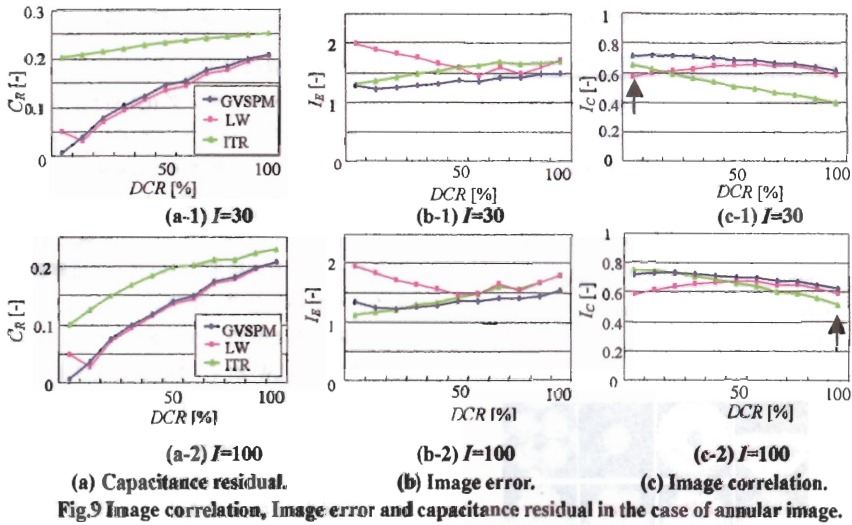 0.3
0.2
0.1
0
C_R [-]
GVSPM
LW
ITR
50
100
DCR [%]
(a-1) I=30
2
1
0
I_E [-]
50
100
DCR [%]
(b-1) I=30
1
0.8
0.6
0.4
0.2
0
I_C [-]
50
100
DCR [%]
(c-1) I=30
0.2
0.1
0
C_R [-]
GVSPM
LW
ITR
50
100
DCR [%]
(a-2) I=100
2
1
0
I_E [-]
50
100
DCR [%]
(b-2) I=100
1
0.8
0.6
0.4
0.2
0
I_C [-]
50
100
DCR [%]
(c-2) I=100
(a) Capacitance residual.
(b) Image error.
(c) Image correlation.
Fig.9 Image correlation, Image error and capacitance residual in the case of annular image.